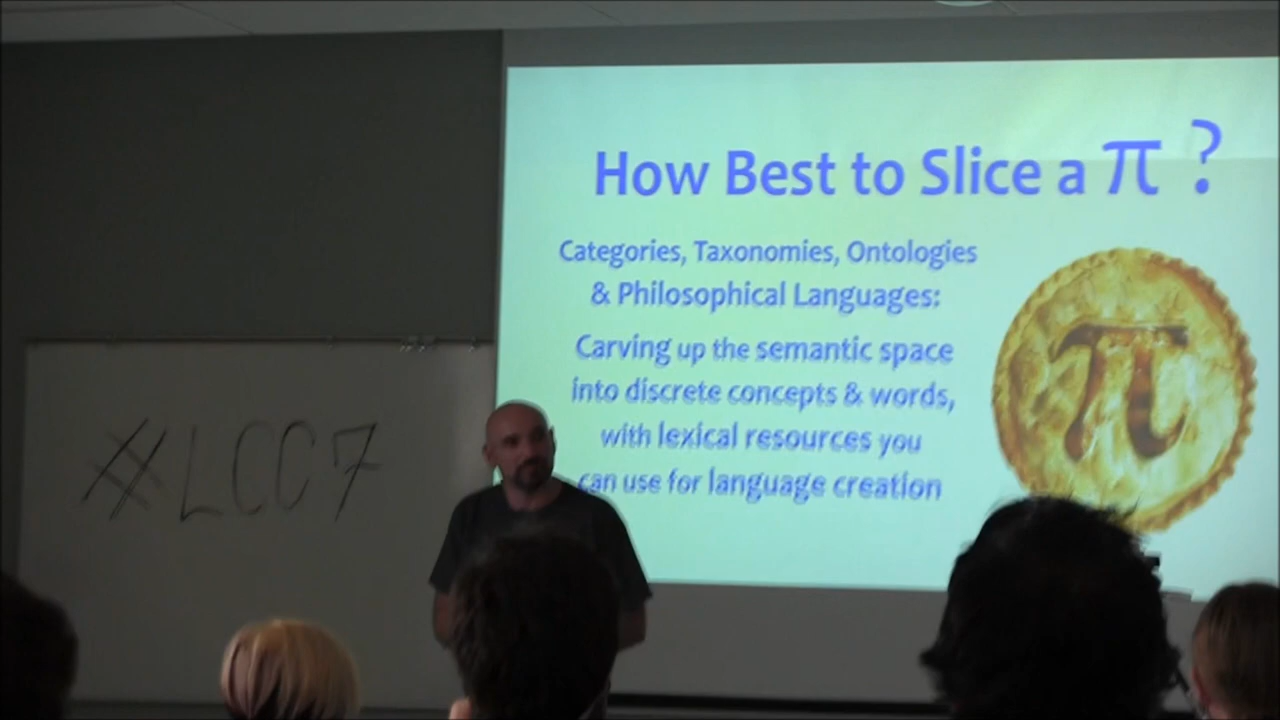 #LCC7
How Best to Slice a π ?
Categories, Taxonomies, Ontologies
& Philosophical Languages:
Carving up the semantic space
into discrete concepts & words,
with lexical resources you
can use for language creation
π